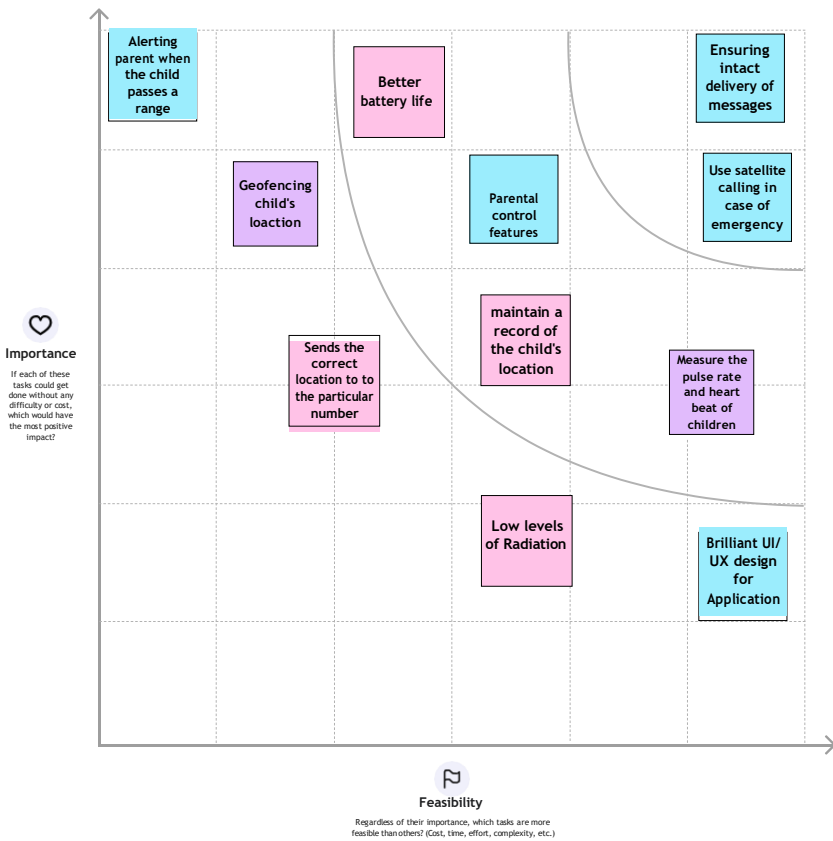 Alerting
parent when
the child
passes a
range
Better
battery life
Ensuring
intact
delivery of
messages
Geofencing
child's
loaction
Parental
control
features
Use satellite
calling in
case of
emergency
maintain a
record of
the child's
location
Sends the
correct
location to to
the particular
number
Measure the
pulse rate
and heart
beat of
children
Importance
If each of these
tasks could get
done without any
difficulty or cost,
which would have
the most positive
impact?
Low levels
of Radiation
Brilliant UI/
UX design
for
Application
Feasibility
Regardless of their importance, which tasks are more
feasible than others? (Cost, time, effort, complexity, etc.)